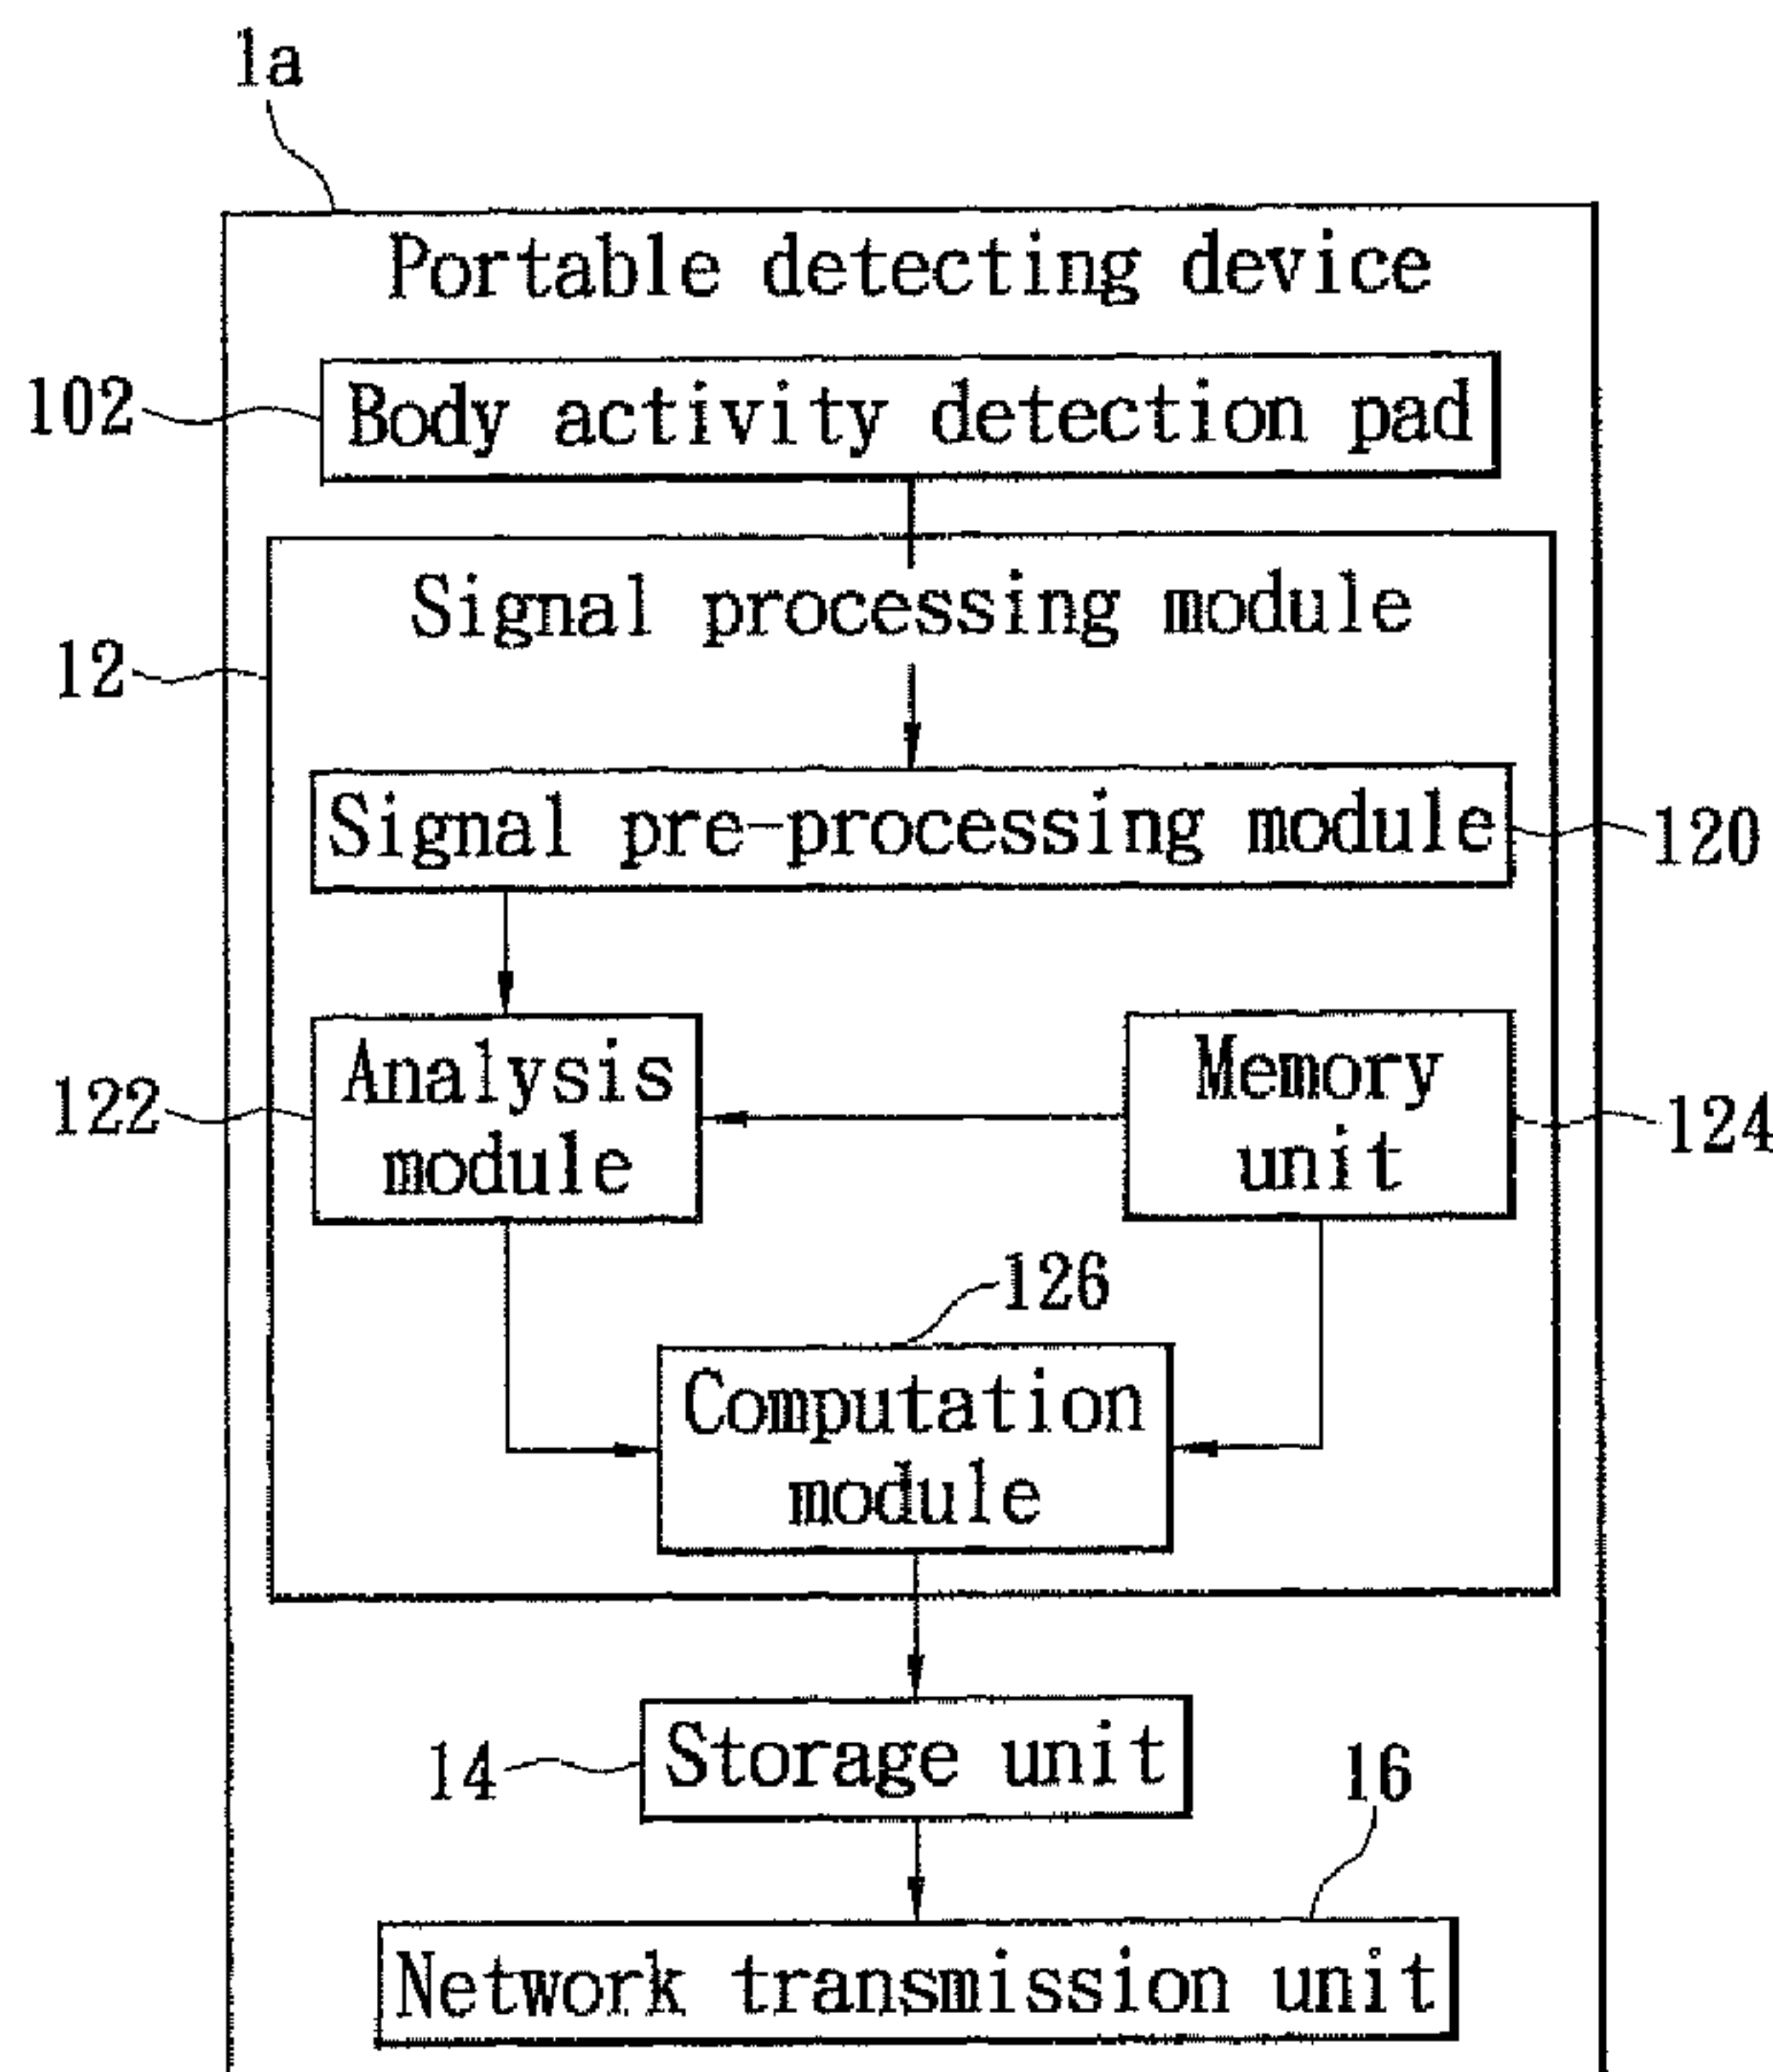 1a
Portable detecting device
102
Body activity detection pad
Signal processing module
12
Signal pre-processing module
120
Analysis
module
122
Memory
unit
124
126
Computation
module
14
Storage unit
16
Network transmission unit